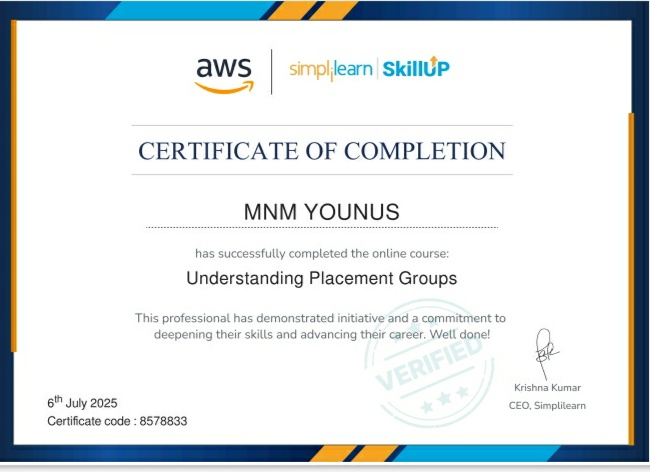 aws
simplilearn | SkillUP
CERTIFICATE OF COMPLETION
MNM YOUNUS
has successfully completed the online course:
Understanding Placement Groups
This professional has demonstrated initiative and a commitment to
deepening their skills and advancing their career. Well done!
VERIFIED
Krishna Kumar
CEO, Simplilearn
6th July 2025
Certificate code : 8578833